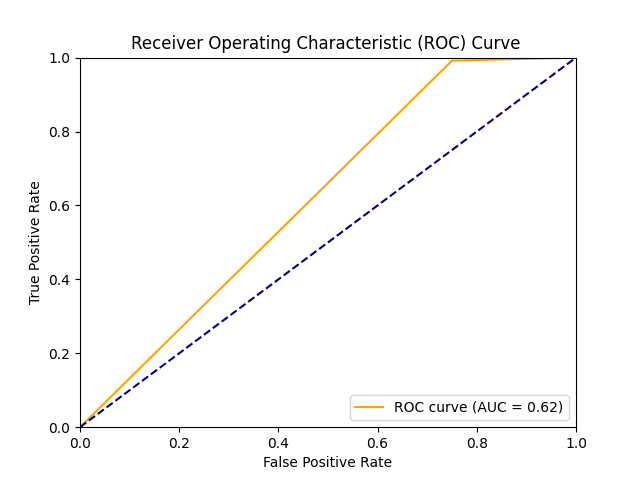 Receiver Operating Characteristic (ROC) Curve
1.0
0.8
0.6
0.4
0.2
0.0
True Positive Rate
ROC curve (AUC = 0.62)
0.0 0.2 0.4 0.6 0.8 1.0
False Positive Rate